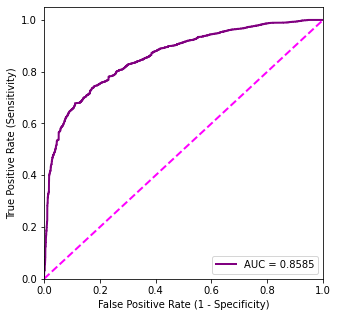 1.0
0.8
0.6
0.4
0.2
0.0
True Positive Rate (Sensitivity)
AUC = 0.8585
0.0 0.2 0.4 0.6 0.8 1.0
False Positive Rate (1 - Specificity)